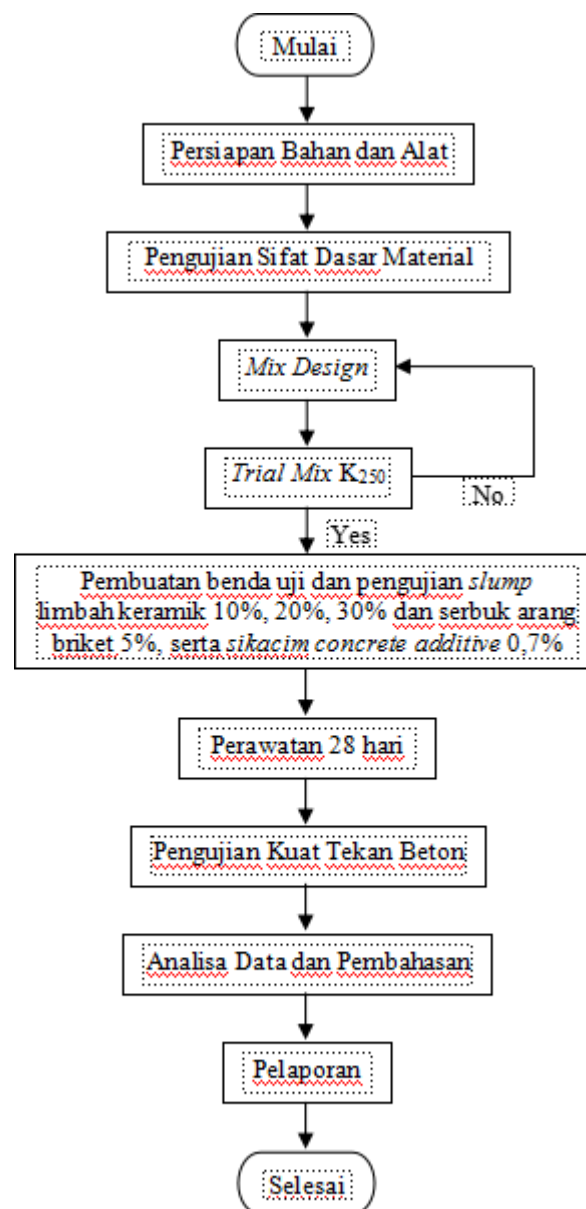 Mulai
Persiapan Bahan dan Alat
Pengujian Sifat Dasar Material
Mix Design
Trial Mix K₂₅₀
No
Yes
Pembuatan benda uji dan pengujian slump
limbah keramik 10%, 20%, 30% dan serbuk arang
briket 5%, serta sikacim concrete additive 0,7%
Perawatan 28 hari
Pengujian Kuat Tekan Beton
Analisa Data dan Pembahasan
Pelaporan
Selesai